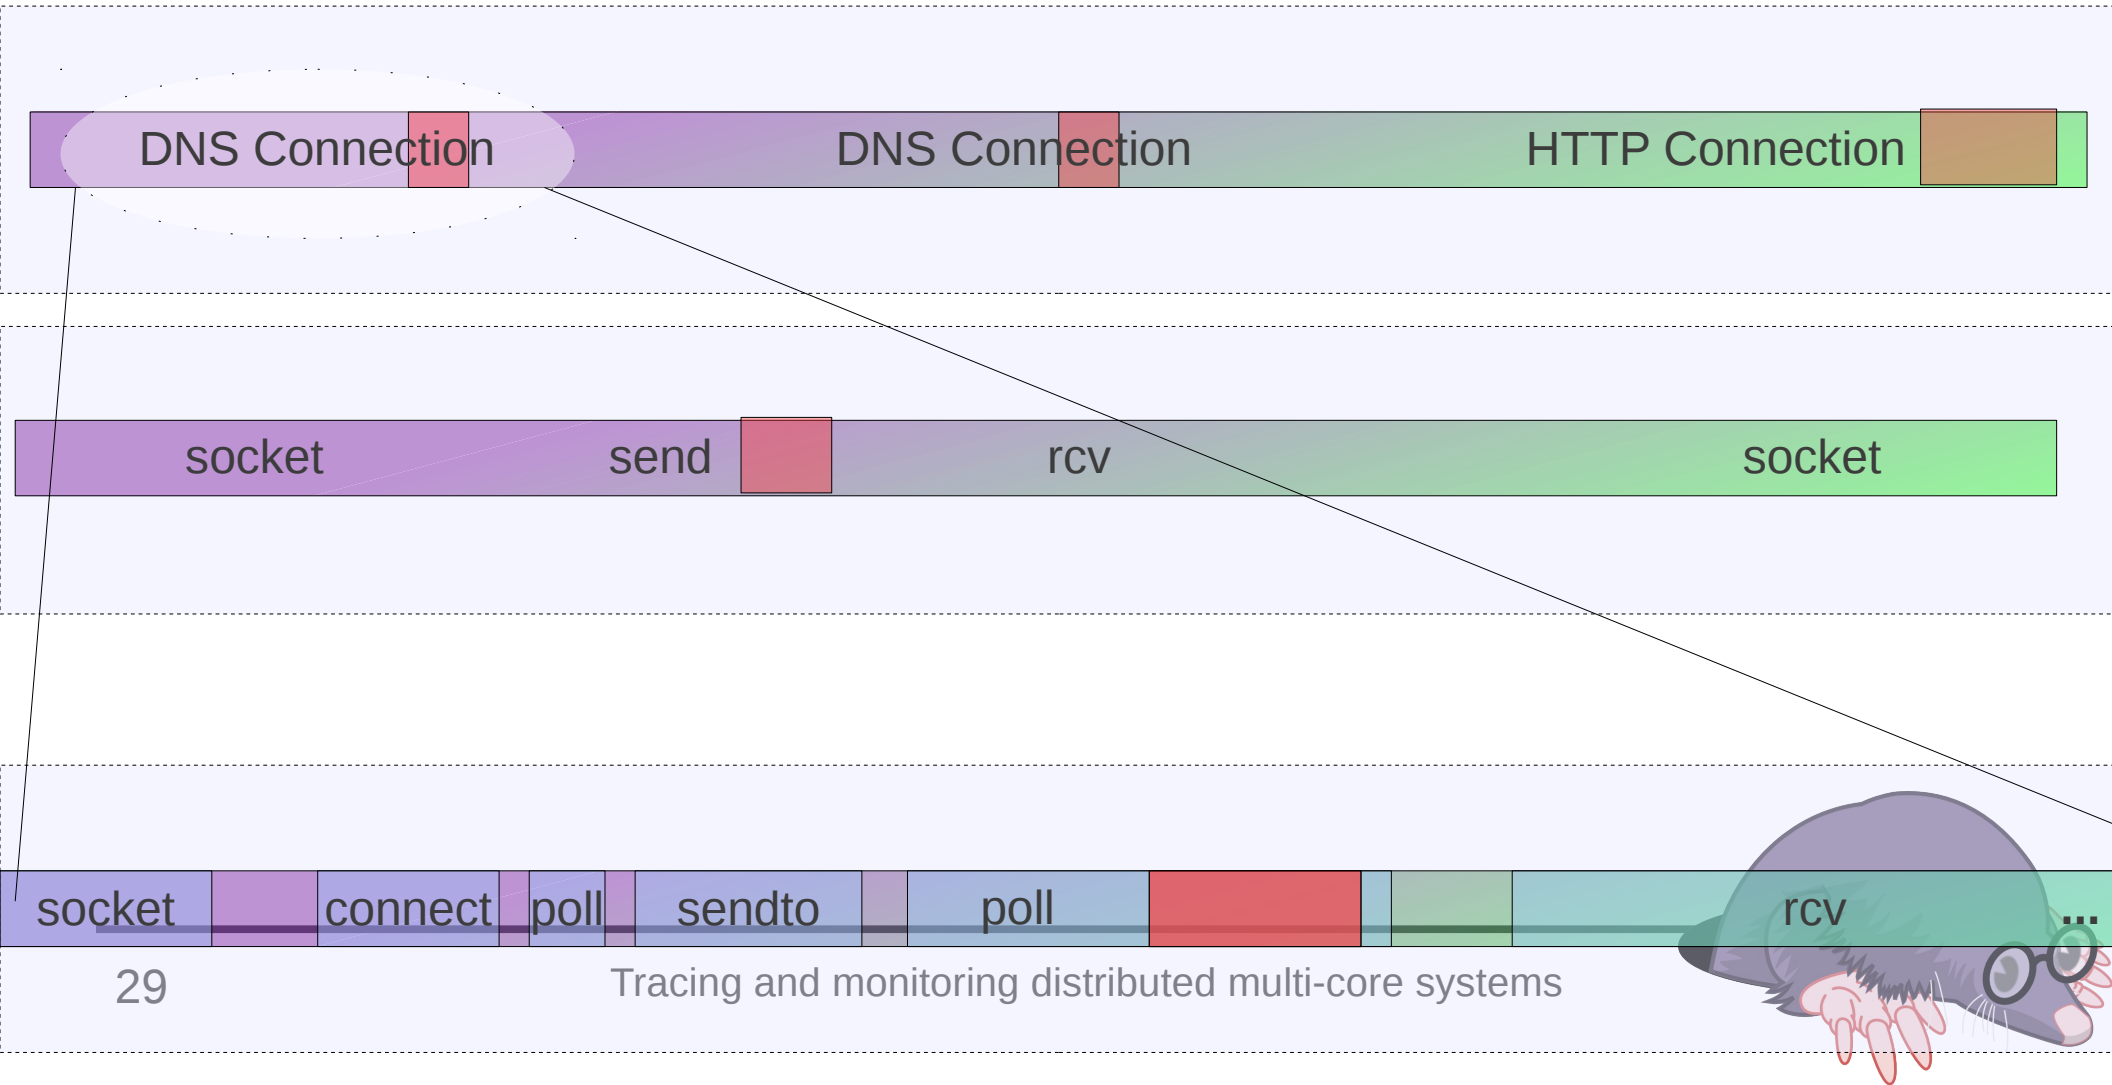 DNS Connection DNS Connection HTTP Connection
socket send rcv socket
socket connect poll sendto poll rcv ...
29 Tracing and monitoring distributed multi-core systems